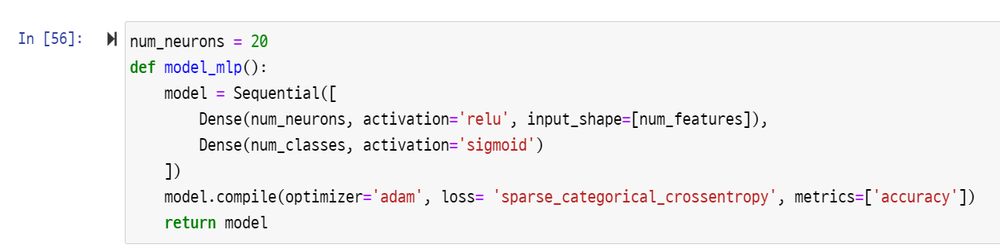 In [56]:
num_neurons = 20
def model_mlp():
    model = Sequential([
        Dense(num_neurons, activation='relu', input_shape=[num_features]),
        Dense(num_classes, activation='sigmoid')
    ])
    model.compile(optimizer='adam', loss= 'sparse_categorical_crossentropy', metrics=['accuracy'])
    return model